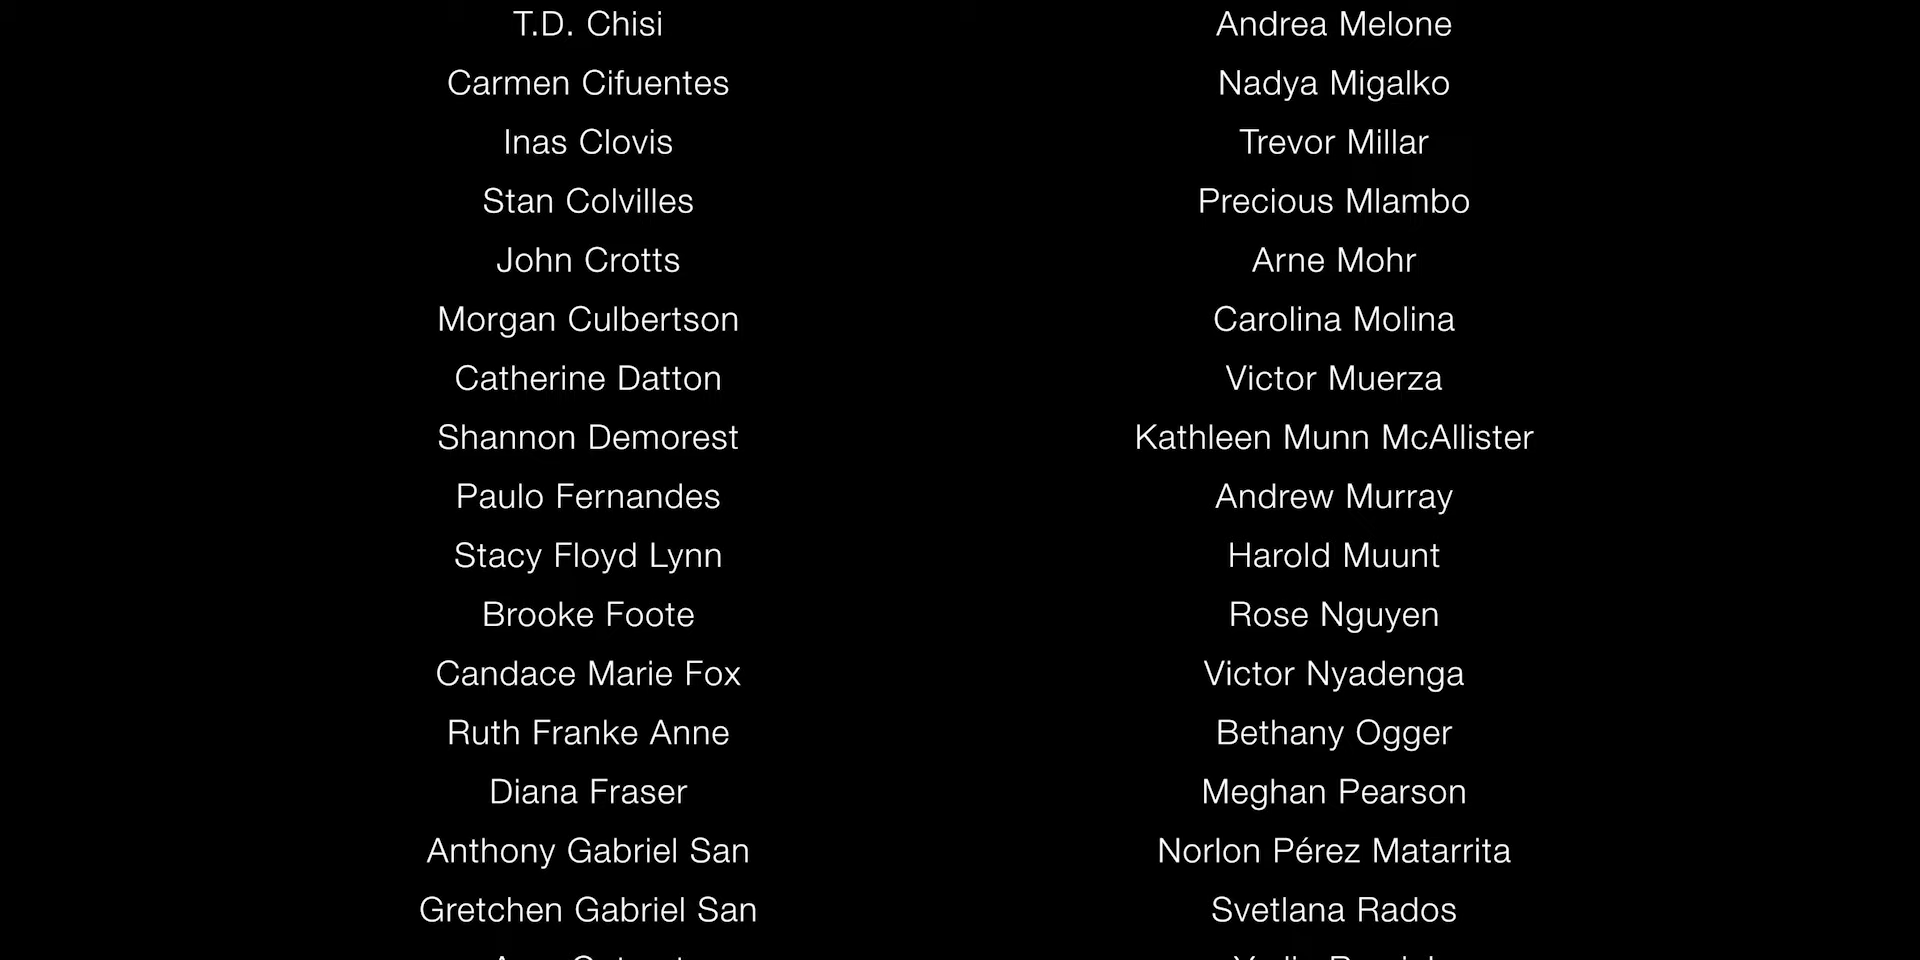 T.D. Chisi
Carmen Cifuentes
Inas Clovis
Stan Colvilles
John Crotts
Morgan Culbertson
Catherine Datton
Shannon Demorest
Paulo Fernandes
Stacy Floyd Lynn
Brooke Foote
Candace Marie Fox
Ruth Franke Anne
Diana Fraser
Anthony Gabriel San
Gretchen Gabriel San
Andrea Melone
Nadya Migalko
Trevor Millar
Precious Mlambo
Arne Mohr
Carolina Molina
Victor Muerza
Kathleen Munn McAllister
Andrew Murray
Harold Muunt
Rose Nguyen
Victor Nyadenga
Bethany Ogger
Meghan Pearson
Norlon Pérez Matarrita
Svetlana Rados